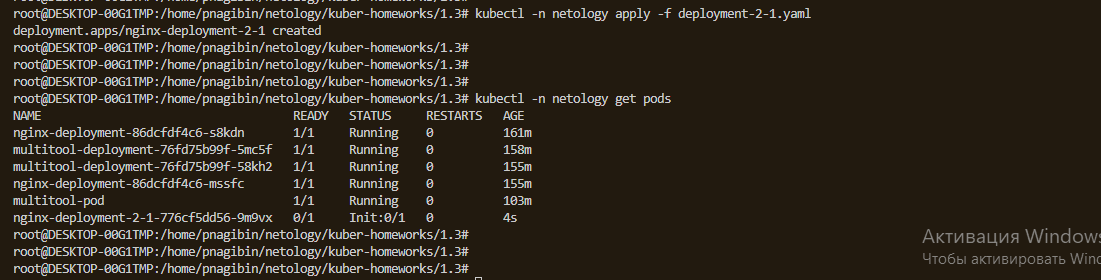 root@DESKTOP-00G1TMP:/home/pnagibin/netology/kuber-homeworks/1.3# kubectl -n netology apply -f deployment-2-1.yaml
deployment.apps/nginx-deployment-2-1 created
root@DESKTOP-00G1TMP:/home/pnagibin/netology/kuber-homeworks/1.3#
root@DESKTOP-00G1TMP:/home/pnagibin/netology/kuber-homeworks/1.3#
root@DESKTOP-00G1TMP:/home/pnagibin/netology/kuber-homeworks/1.3#
root@DESKTOP-00G1TMP:/home/pnagibin/netology/kuber-homeworks/1.3# kubectl -n netology get pods
NAME READY STATUS RESTARTS AGE
nginx-deployment-86dcfdf4c6-s8kdn 1/1 Running 0 161m
multitool-deployment-76fd75b99f-5mc5f 1/1 Running 0 158m
multitool-deployment-76fd75b99f-58kh2 1/1 Running 0 155m
nginx-deployment-86dcfdf4c6-mssfc 1/1 Running 0 155m
multitool-pod 1/1 Running 0 103m
nginx-deployment-2-1-776cf5dd56-9m9vx 0/1 Init:0/1 0 4s
root@DESKTOP-00G1TMP:/home/pnagibin/netology/kuber-homeworks/1.3#
root@DESKTOP-00G1TMP:/home/pnagibin/netology/kuber-homeworks/1.3#
root@DESKTOP-00G1TMP:/home/pnagibin/netology/kuber-homeworks/1.3#
Активация Windows
Чтобы активировать Wind